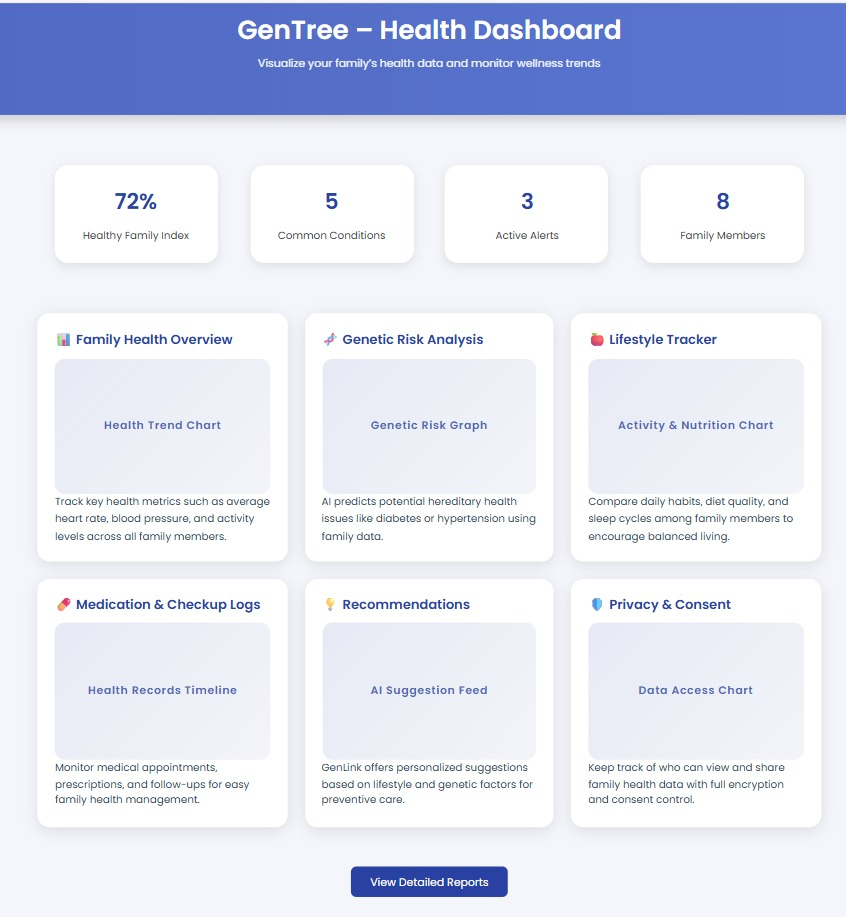 GenTree – Health Dashboard
Visualize your family's health data and monitor wellness trends
72%
Healthy Family Index
5
Common Conditions
3
Active Alerts
8
Family Members
Family Health Overview
Health Trend Chart
Track key health metrics such as average
heart rate, blood pressure, and activity
levels across all family members.
Genetic Risk Analysis
Genetic Risk Graph
AI predicts potential hereditary health
issues like diabetes or hypertension using
family data.
Lifestyle Tracker
Activity & Nutrition Chart
Compare daily habits, diet quality, and
sleep cycles among family members to
encourage balanced living.
Medication & Checkup Logs
Health Records Timeline
Monitor medical appointments,
prescriptions, and follow-ups for easy
family health management.
Recommendations
AI Suggestion Feed
GenLink offers personalized suggestions
based on lifestyle and genetic factors for
preventive care.
Privacy & Consent
Data Access Chart
Keep track of who can view and share
family health data with full encryption
and consent control.
View Detailed Reports